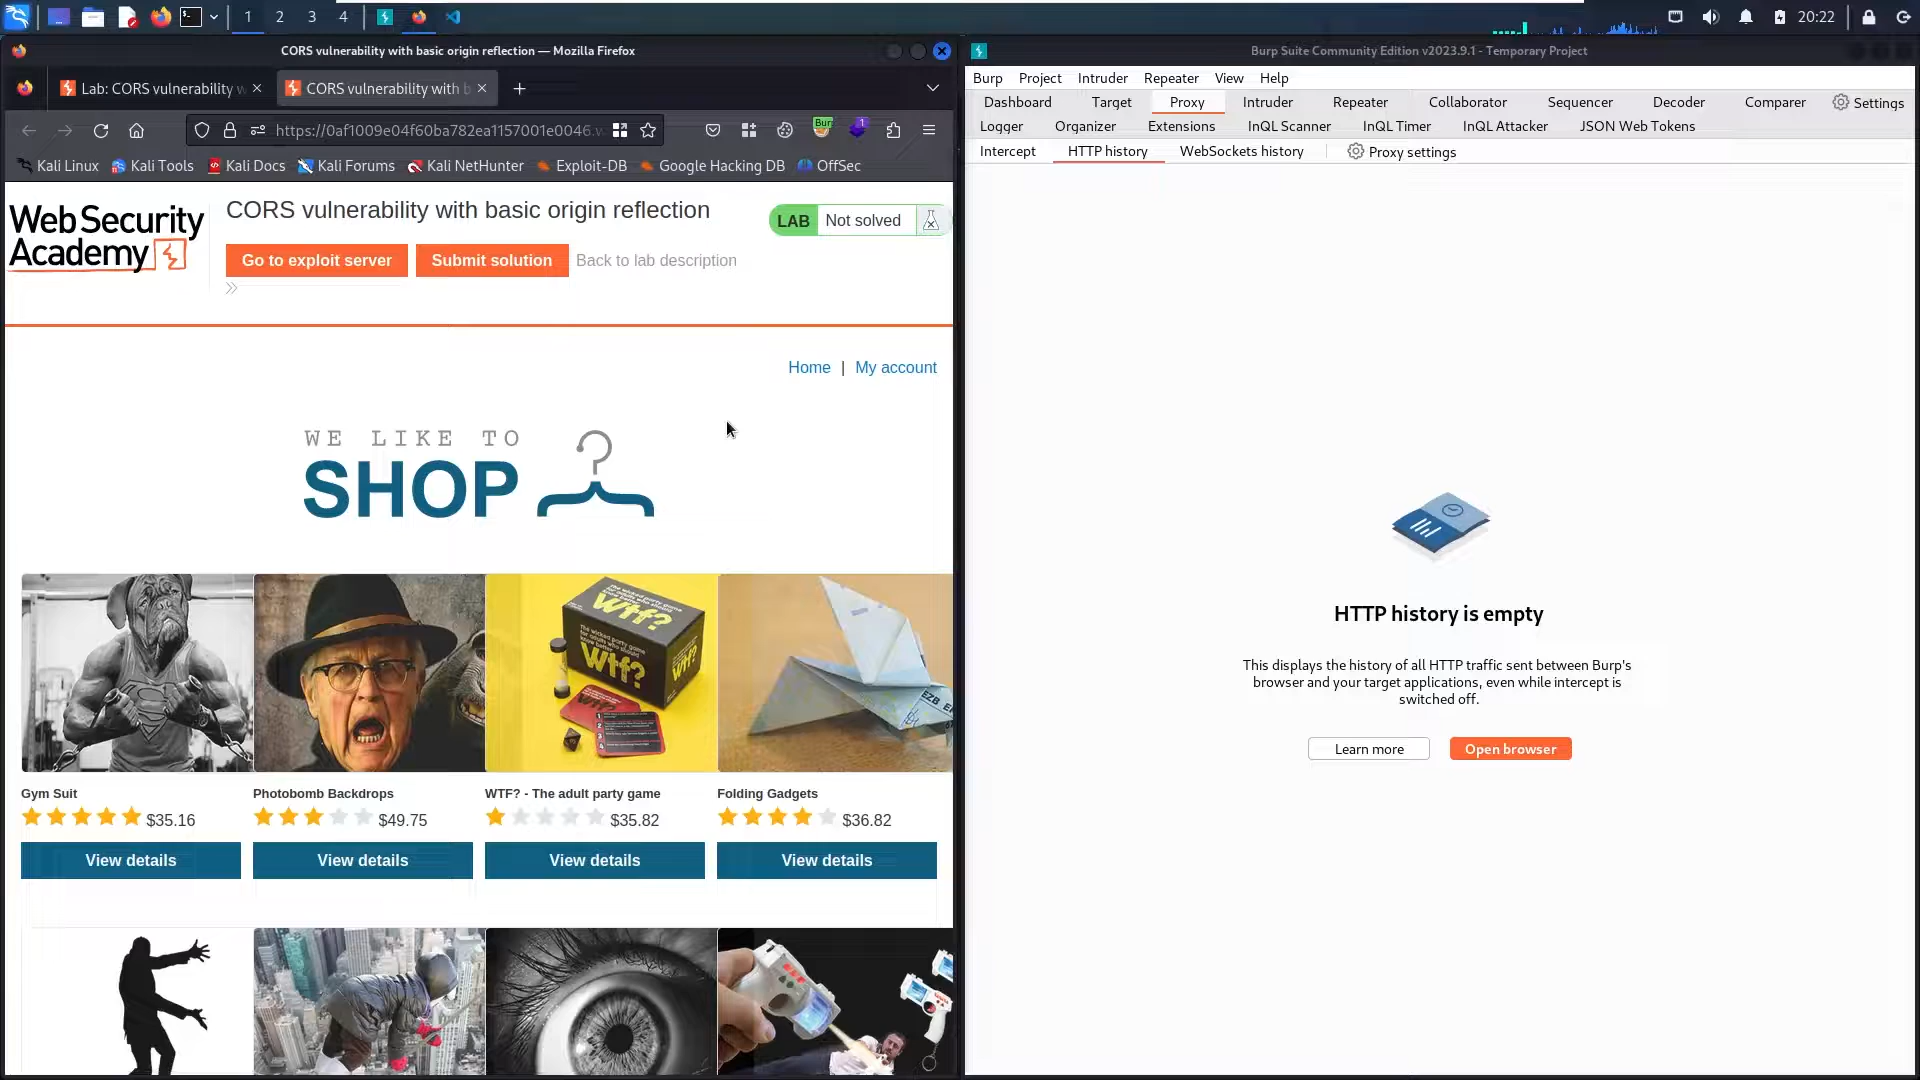 1 2 3 4
20:22
CORS vulnerability with basic origin reflection — Mozilla Firefox
Lab: CORS vulnerability w
CORS vulnerability with b
https://0af1009e04f60ba782ea1157001e0046.w
Bur
1
Kali Linux Kali Tools Kali Docs Kali Forums Kali NetHunter Exploit-DB Google Hacking DB OffSec
Web Security
Academy
CORS vulnerability with basic origin reflection
LAB Not solved
Go to exploit server Submit solution Back to lab description
Home | My account
WE LIKE TO
SHOP
Wtf?
Wtf?
Gym Suit
$35.16
View details
Photobomb Backdrops
$49.75
View details
WTF? - The adult party game
$35.82
View details
Folding Gadgets
$36.82
View details
Burp Suite Community Edition v2023.9.1 - Temporary Project
Burp Project Intruder Repeater View Help
Dashboard Target Proxy Intruder Repeater Collaborator Sequencer Decoder Comparer Settings
Logger Organizer Extensions InQL Scanner InQL Timer InQL Attacker JSON Web Tokens
Intercept HTTP history WebSockets history Proxy settings
HTTP history is empty
This displays the history of all HTTP traffic sent between Burp's
browser and your target applications, even while intercept is
switched off.
Learn more Open browser